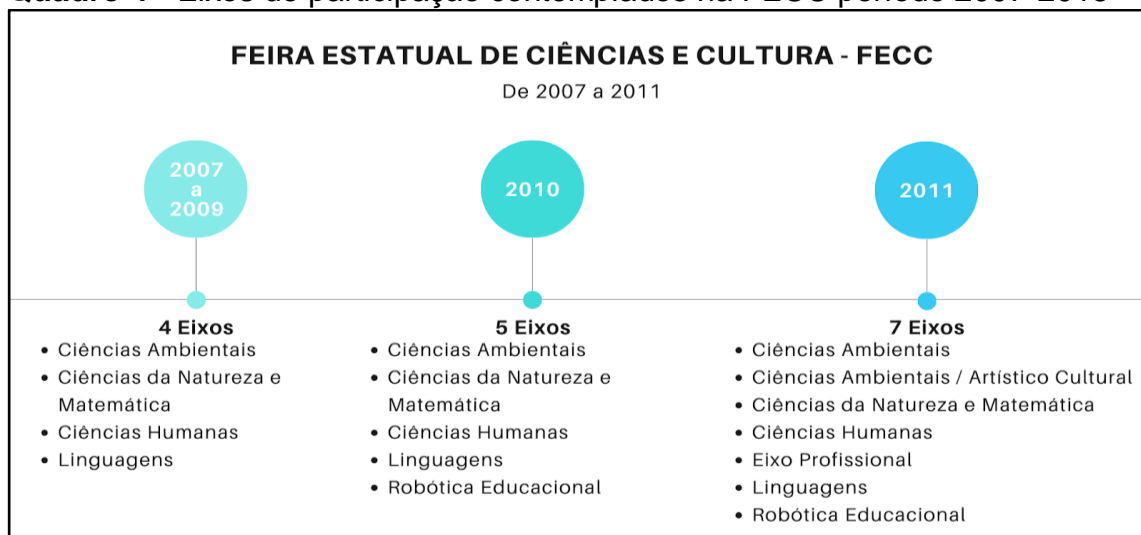 FEIRA ESTATUAL DE CIÊNCIAS E CULTURA - FECC
De 2007 a 2011
2007
a
2009
2010
2011
4 Eixos
• Ciências Ambientais
• Ciências da Natureza e
Matemática
• Ciências Humanas
• Linguagens
5 Eixos
• Ciências Ambientais
• Ciências da Natureza e
Matemática
• Ciências Humanas
• Linguagens
• Robótica Educacional
7 Eixos
• Ciências Ambientais
• Ciências Ambientais / Artístico Cultural
• Ciências da Natureza e Matemática
• Ciências Humanas
• Eixo Profissional
• Linguagens
• Robótica Educacional